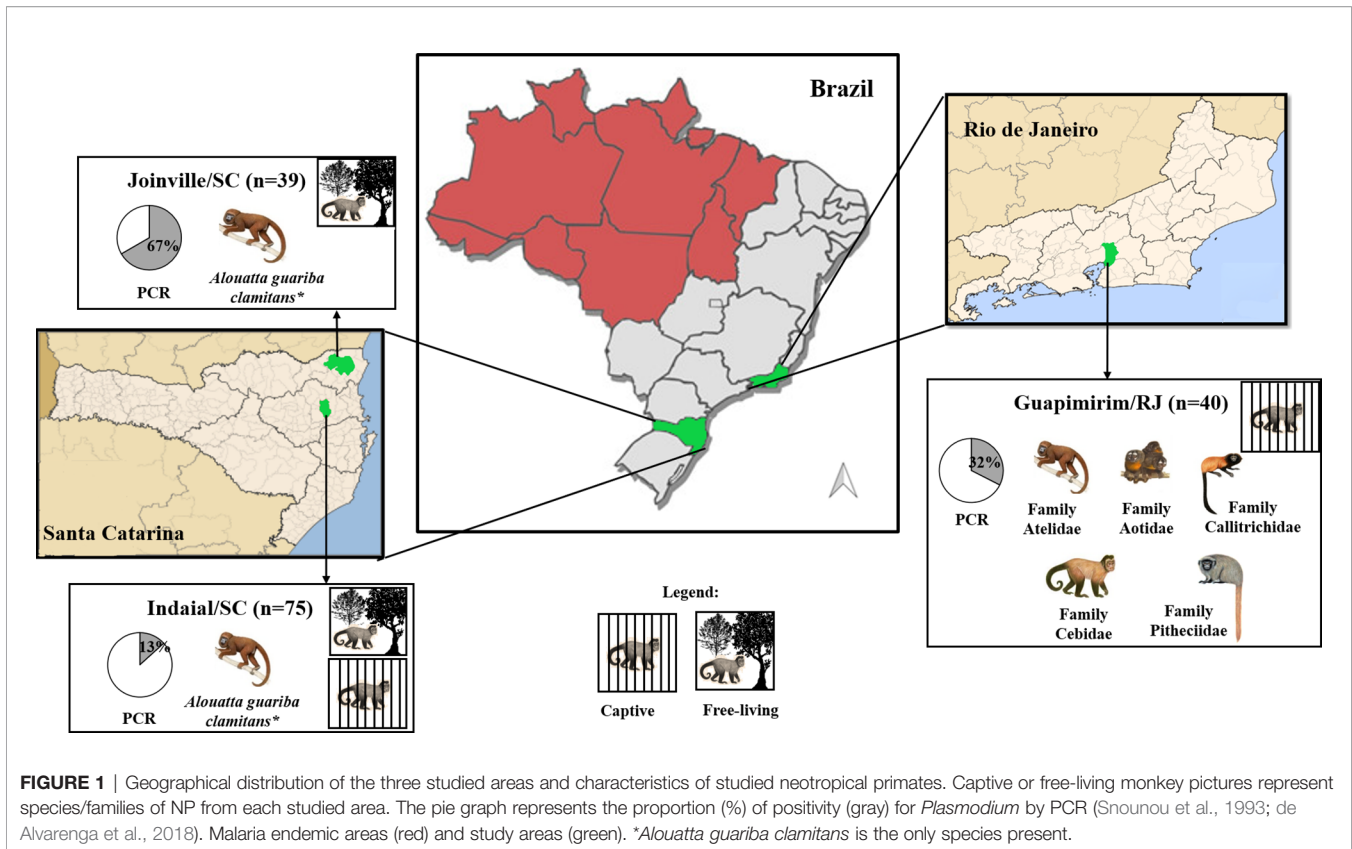 Brazil
Rio de Janeiro
Joinville/SC (n=39)
67%
PCR
Alouatta guariba
clamitans*
Santa Catarina
Indaial/SC (n=75)
13%
PCR
Alouatta guariba
clamitans*
Guapimirim/RJ (n=40)
32%
PCR
Family
Atelidae
Family
Aotidae
Family
Callitrichidae
Family
Cebidae
Family
Pitheciidae
Legend:
Captive
Free-living
FIGURE 1 | Geographical distribution of the three studied areas and characteristics of studied neotropical primates. Captive or free-living monkey pictures represent
species/families of NP from each studied area. The pie graph represents the proportion (%) of positivity (gray) for Plasmodium by PCR (Snounou et al., 1993; de
Alvarenga et al., 2018). Malaria endemic areas (red) and study areas (green). *Alouatta guariba clamitans is the only species present.